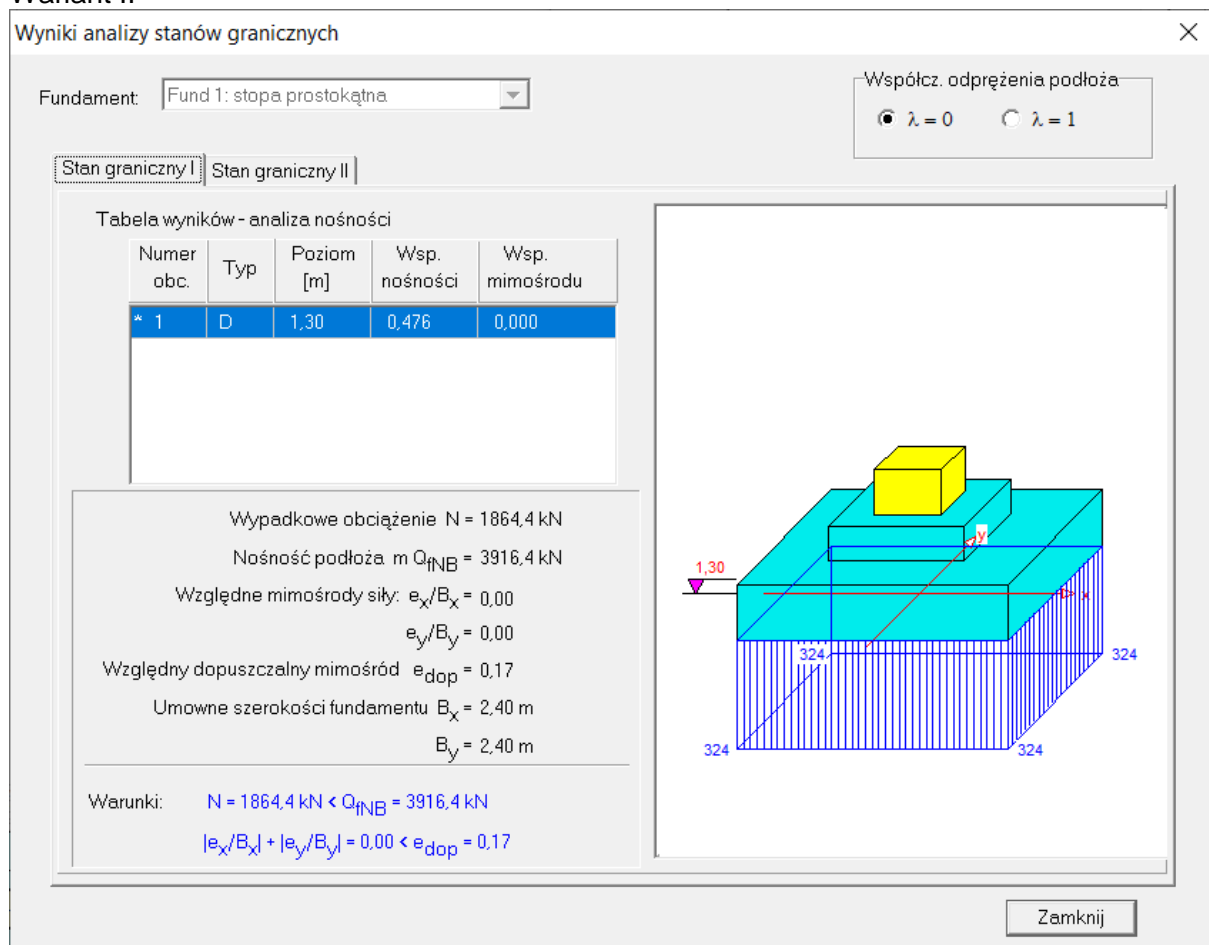 Wariant II
Wyniki analizy stanów granicznych
Fundament: Fund 1: stopa prostokątna
Współcz. odprężenia podłoża
λ = 0 λ = 1
Stan graniczny I Stan graniczny II
Tabela wyników - analiza nośności
Numer obc. Typ Poziom [m] Wsp. nośności Wsp. mimośrodu
* 1 D 1,30 0,476 0,000
Wypadkowe obciążenie N = 1864,4 kN
Nośność podłoża m QfNB = 3916,4 kN
Względne mimośrody siły: ex/Bx = 0,00
ey/By = 0,00
Względny dopuszczalny mimośród edop = 0,17
Umowne szerokości fundamentu Bx = 2,40 m
By = 2,40 m
Warunki: N = 1864,4 kN < QfNB = 3916,4 kN
|ex/Bx| + |ey/By| = 0,00 < edop = 0,17
1,30
y
x
324
324
324
324
Zamknij